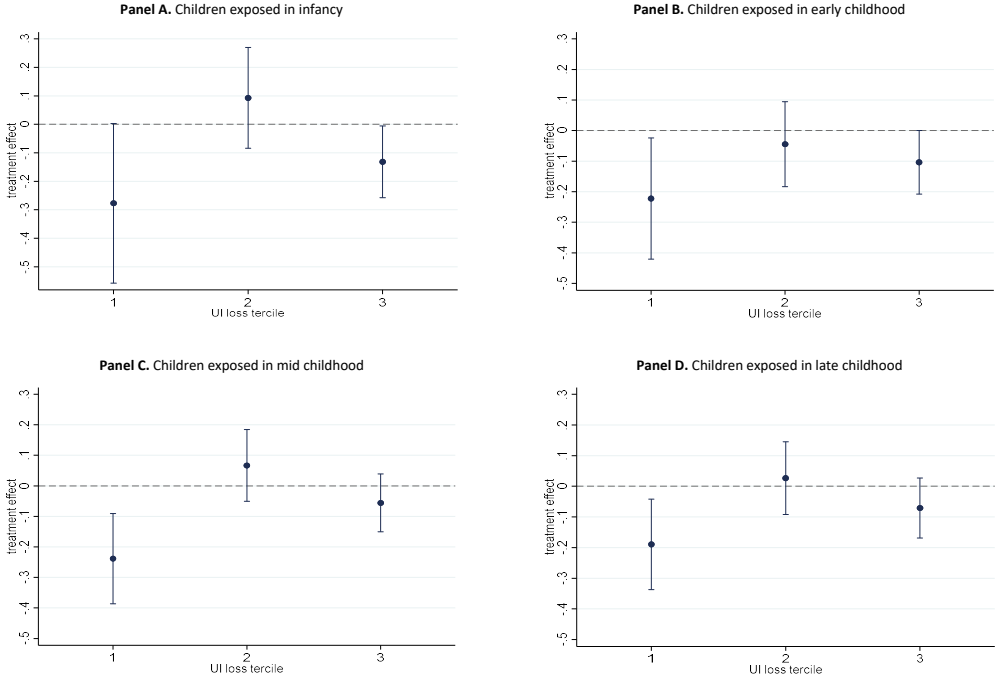 Panel A. Children exposed in infancy
.3
.2
.1
0
-.1
-.2
-.3
-.4
-.5
treatment effect
1 2 3
UI loss tercile
Panel B. Children exposed in early childhood
.3
.2
.1
0
-.1
-.2
-.3
-.4
-.5
treatment effect
1 2 3
UI loss tercile
Panel C. Children exposed in mid childhood
.3
.2
.1
0
-.1
-.2
-.3
-.4
-.5
treatment effect
1 2 3
UI loss tercile
Panel D. Children exposed in late childhood
.3
.2
.1
0
-.1
-.2
-.3
-.4
-.5
treatment effect
1 2 3
UI loss tercile